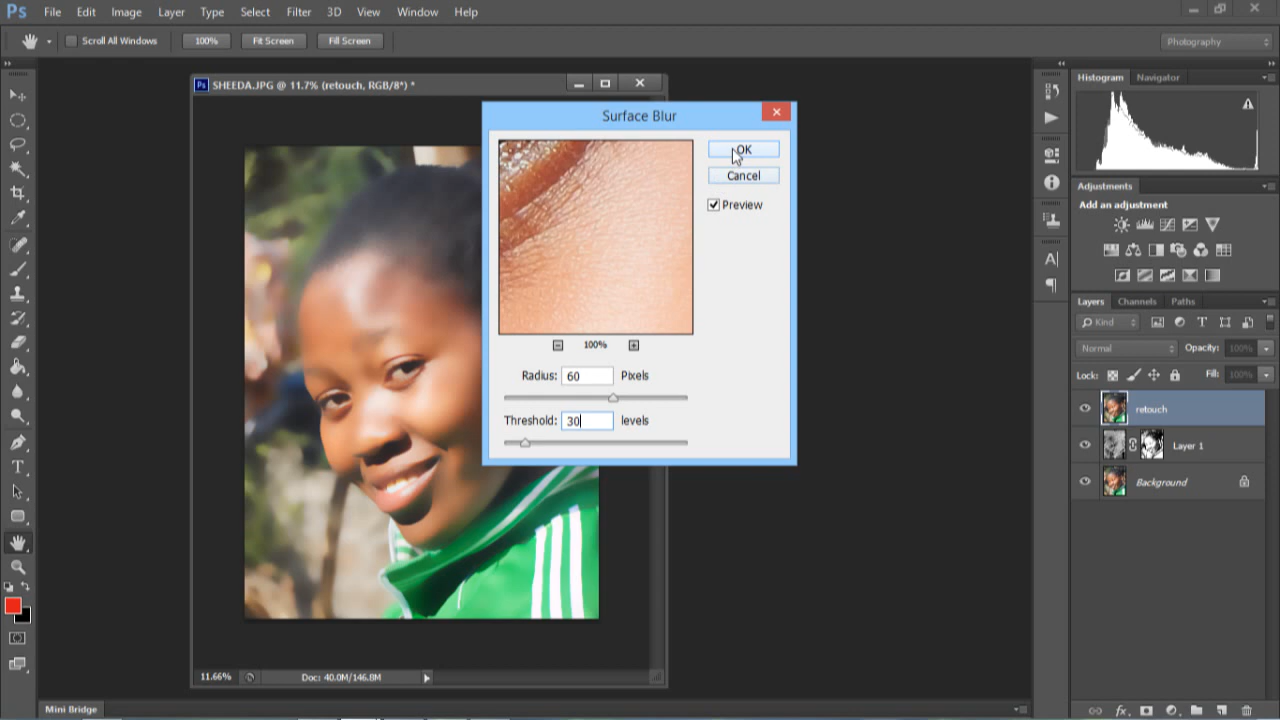 Ps File Edit Image Layer Type Select Filter 3D View Window Help
Scroll All Windows 100% Fit Screen Fill Screen Photography
Ps SHEEDA.JPG @ 11.7% (retouch, RGB/8*) *
Surface Blur
OK
Cancel
Preview
100%
Radius: 60 Pixels
Threshold: 30 levels
11.66% Doc: 40.0M/146.8M
Mini Bridge
Histogram Navigator
Adjustments
Add an adjustment
Layers Channels Paths
Kind
Normal Opacity: 100%
Lock: Fill: 100%
retouch
Layer 1
Background